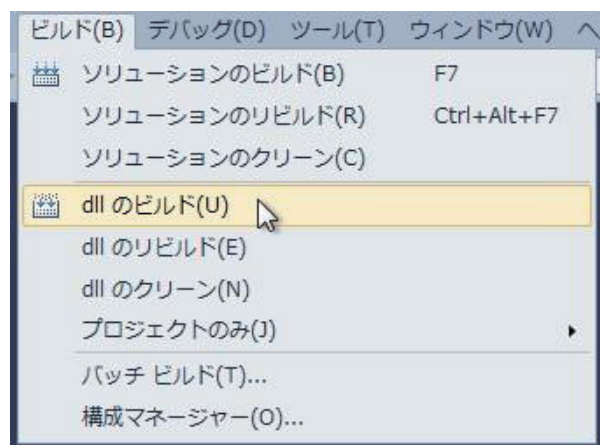 ビルド(B) デバッグ(D) ツール(T) ウィンドウ(W) ヘ
ソリューションのビルド(B) F7
ソリューションのリビルド(R) Ctrl+Alt+F7
ソリューションのクリーン(C)
dll のビルド(U)
dll のリビルド(E)
dll のクリーン(N)
プロジェクトのみ(J)
バッチ ビルド(T)...
構成マネージャー(O)...